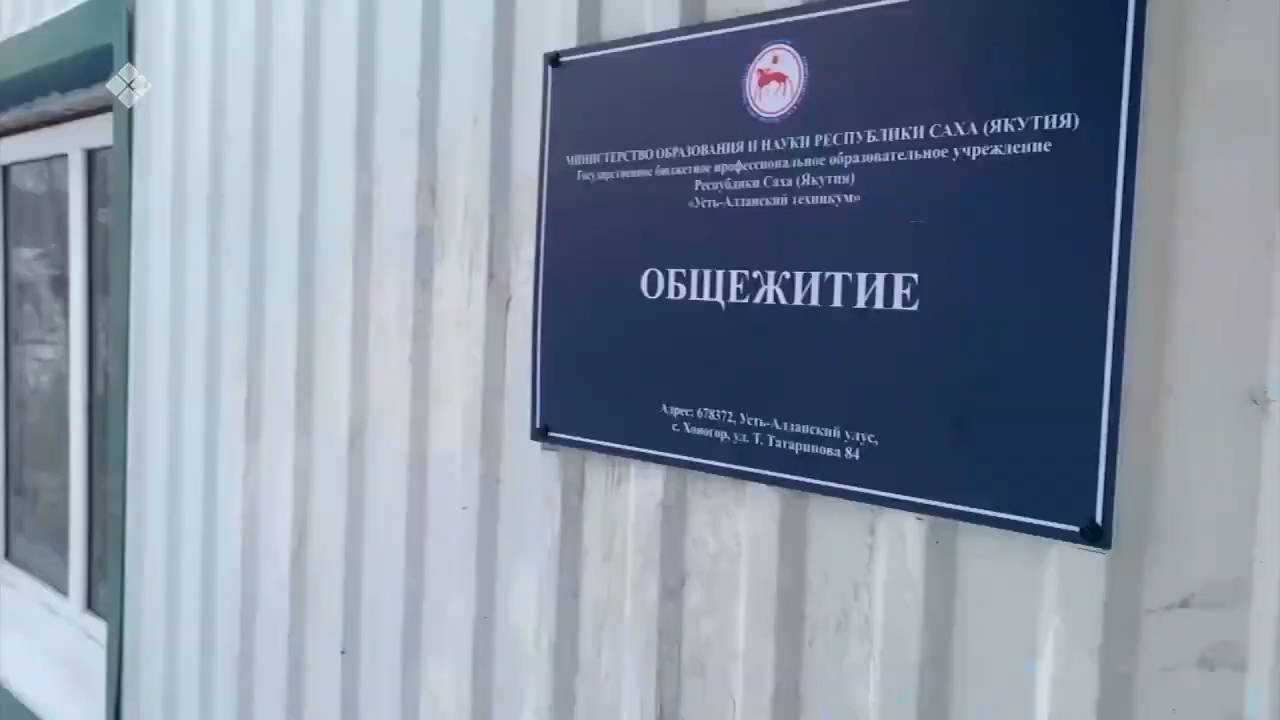 МИНИСТЕРСТВО ОБРАЗОВАНИЯ И НАУКИ РЕСПУБЛИКИ САХА (ЯКУТИЯ)
Государственное бюджетное профессиональное образовательное учреждение
Республики Саха (Якутия)
«Усть-Алданский техникум»
ОБЩЕЖИТИЕ
Адрес: 678372, Усть-Алданский улус,
с. Хоногор, ул. Т. Татаринова 84